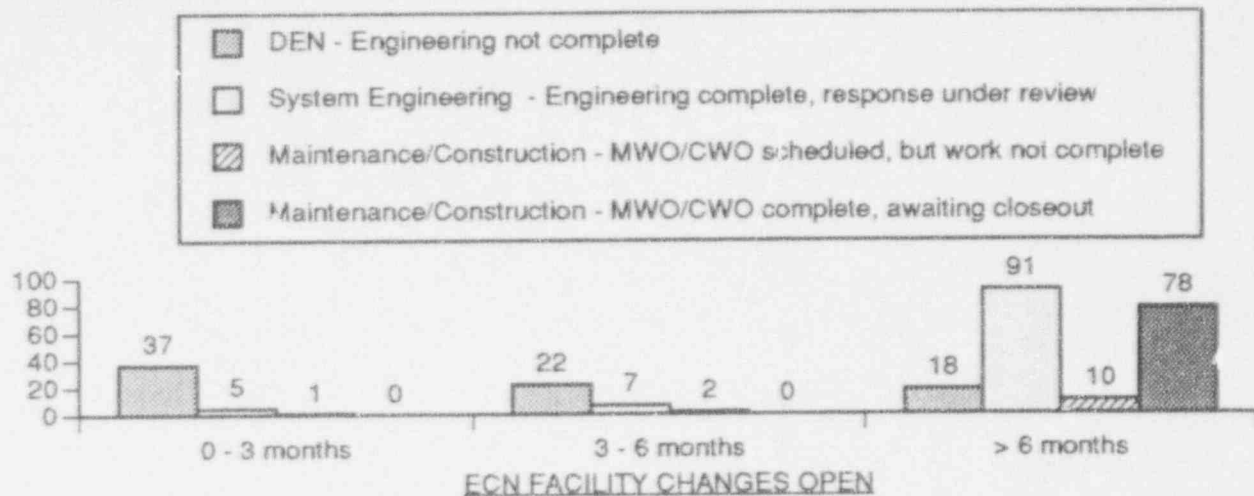 DEN - Engineering not complete
System Engineering - Engineering complete, response under review
Maintenance/Construction - MWO/CWO scheduled, but work not complete
Maintenance/Construction - MWO/CWO complete, awaiting closeout
100
80
60
40
20
0
37 5 1 0 22 7 2 0 18 91 10 78
0 - 3 months 3 - 6 months > 6 months
ECN FACILITY CHANGES OPEN